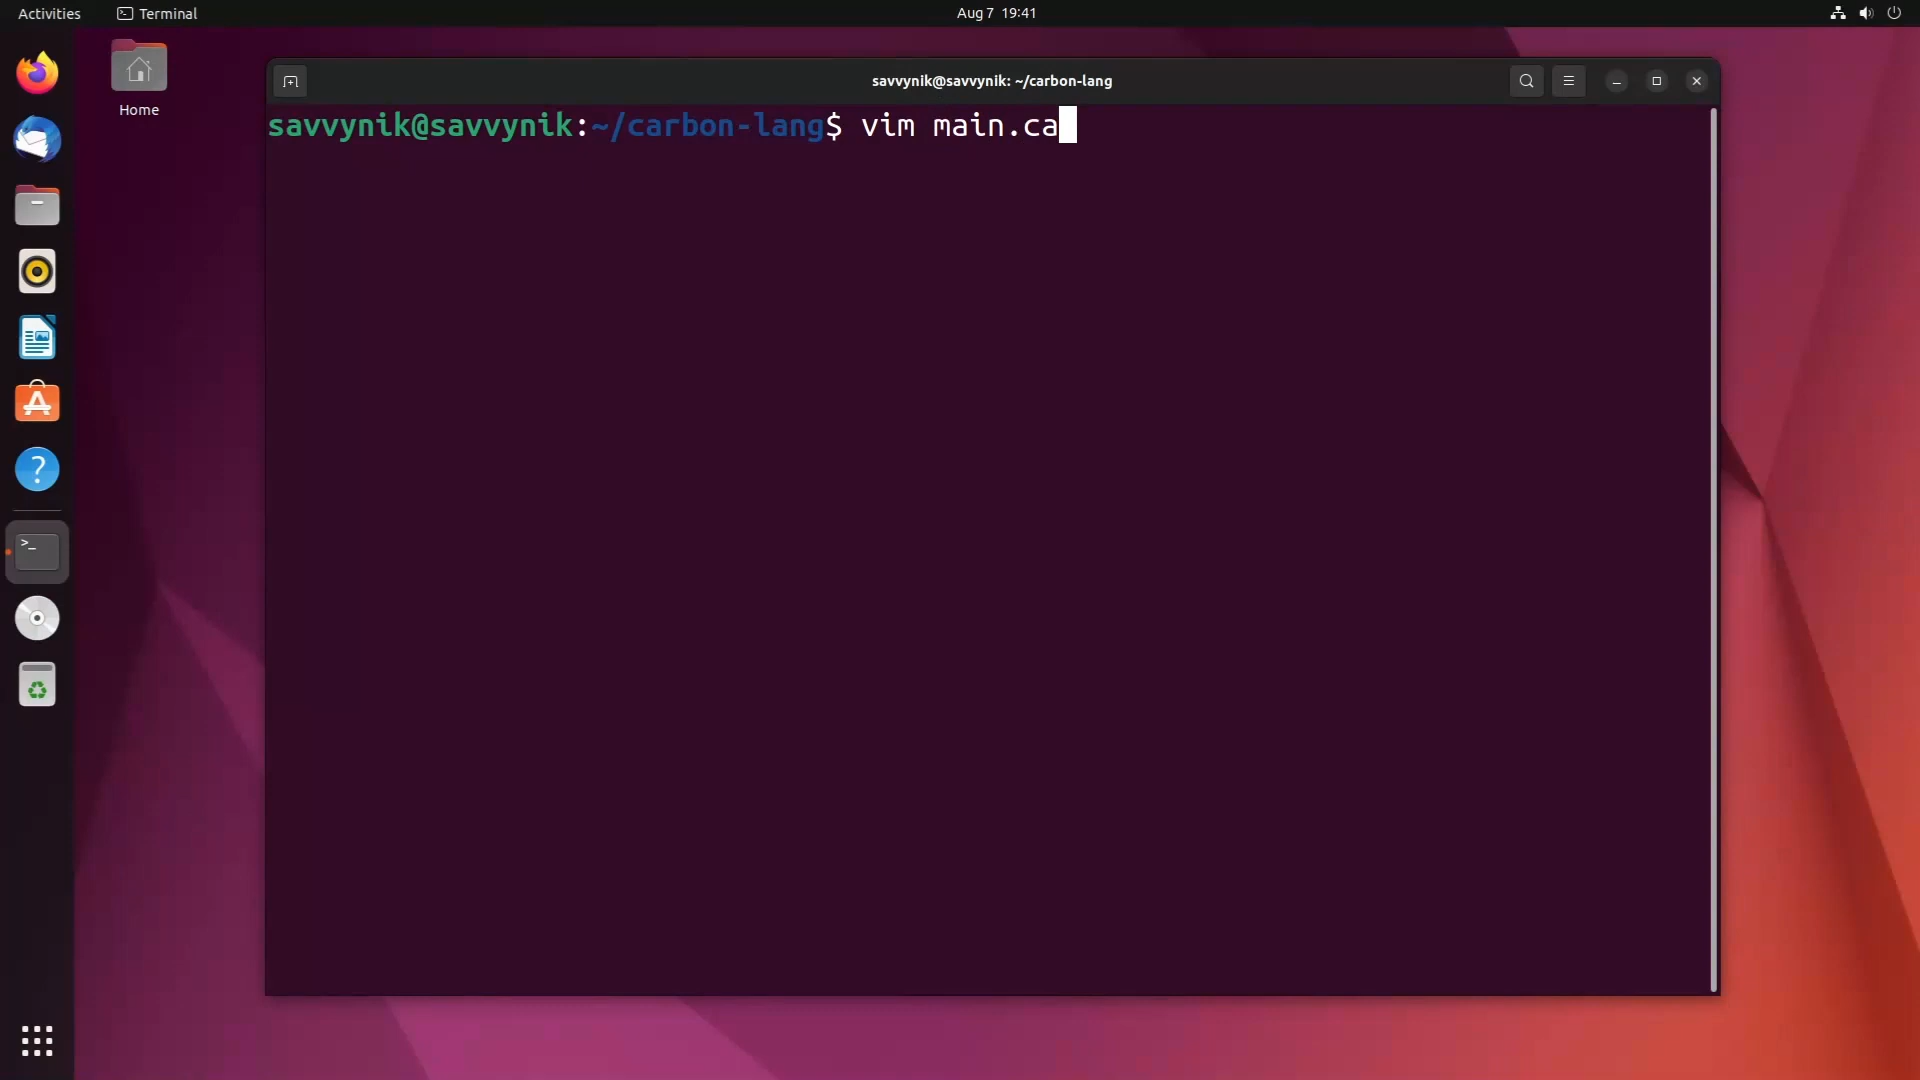 Activities
Terminal
Aug 7 19:41
Home
savvynik@savvynik: ~/carbon-lang
savvynik@savvynik:~/carbon-lang$ vim main.ca